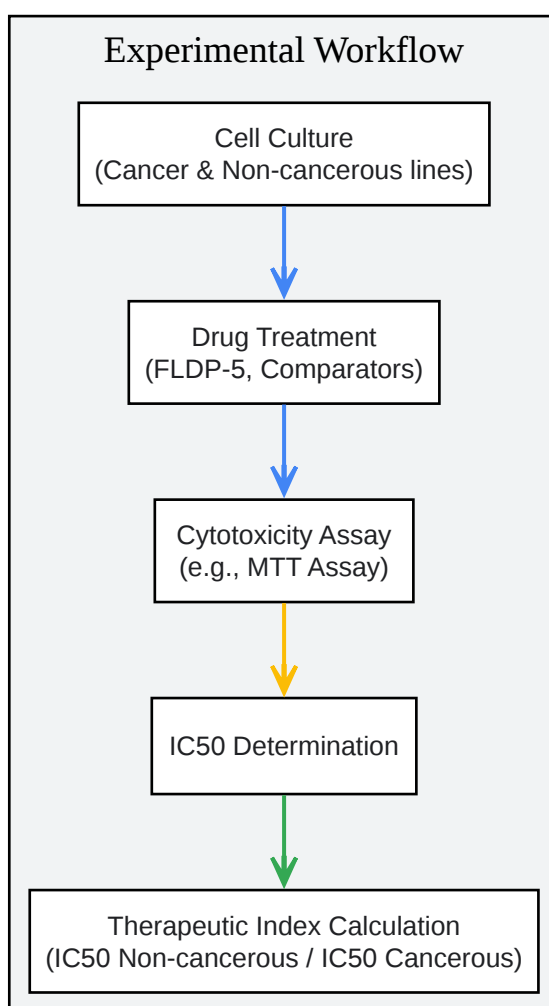 Experimental Workflow
Cell Culture
(Cancer & Non-cancerous lines)
Drug Treatment
(FLDP-5, Comparators)
Cytotoxicity Assay
(e.g., MTT Assay)
IC50 Determination
Therapeutic Index Calculation
(IC50 Non-cancerous / IC50 Cancerous)